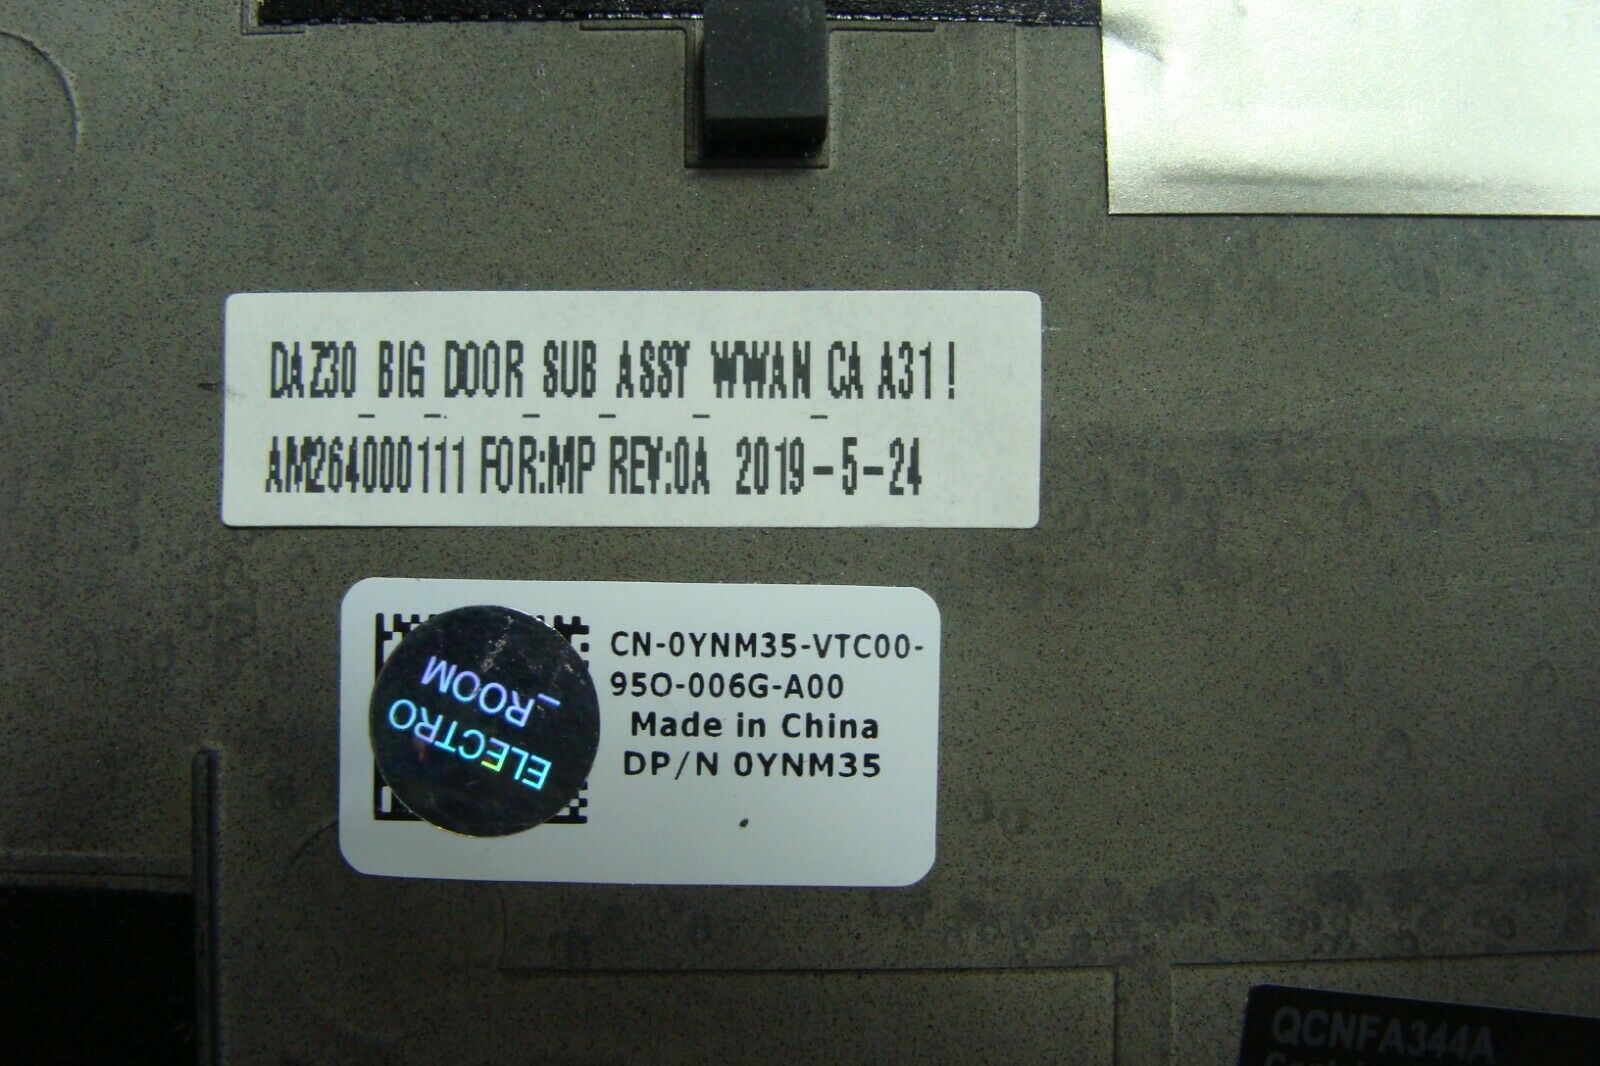 DAZ30_BIG_DOOR_SUB_ASSY_WWAN_CA A31!
AM264000111 FOR:MP REV:0A 2019-5-24
CN-0YNM35-VTC00-
95O-006G-A00
Made in China
DP/N 0YNM35
ELECTRO
_ROOM
QCNFA344A